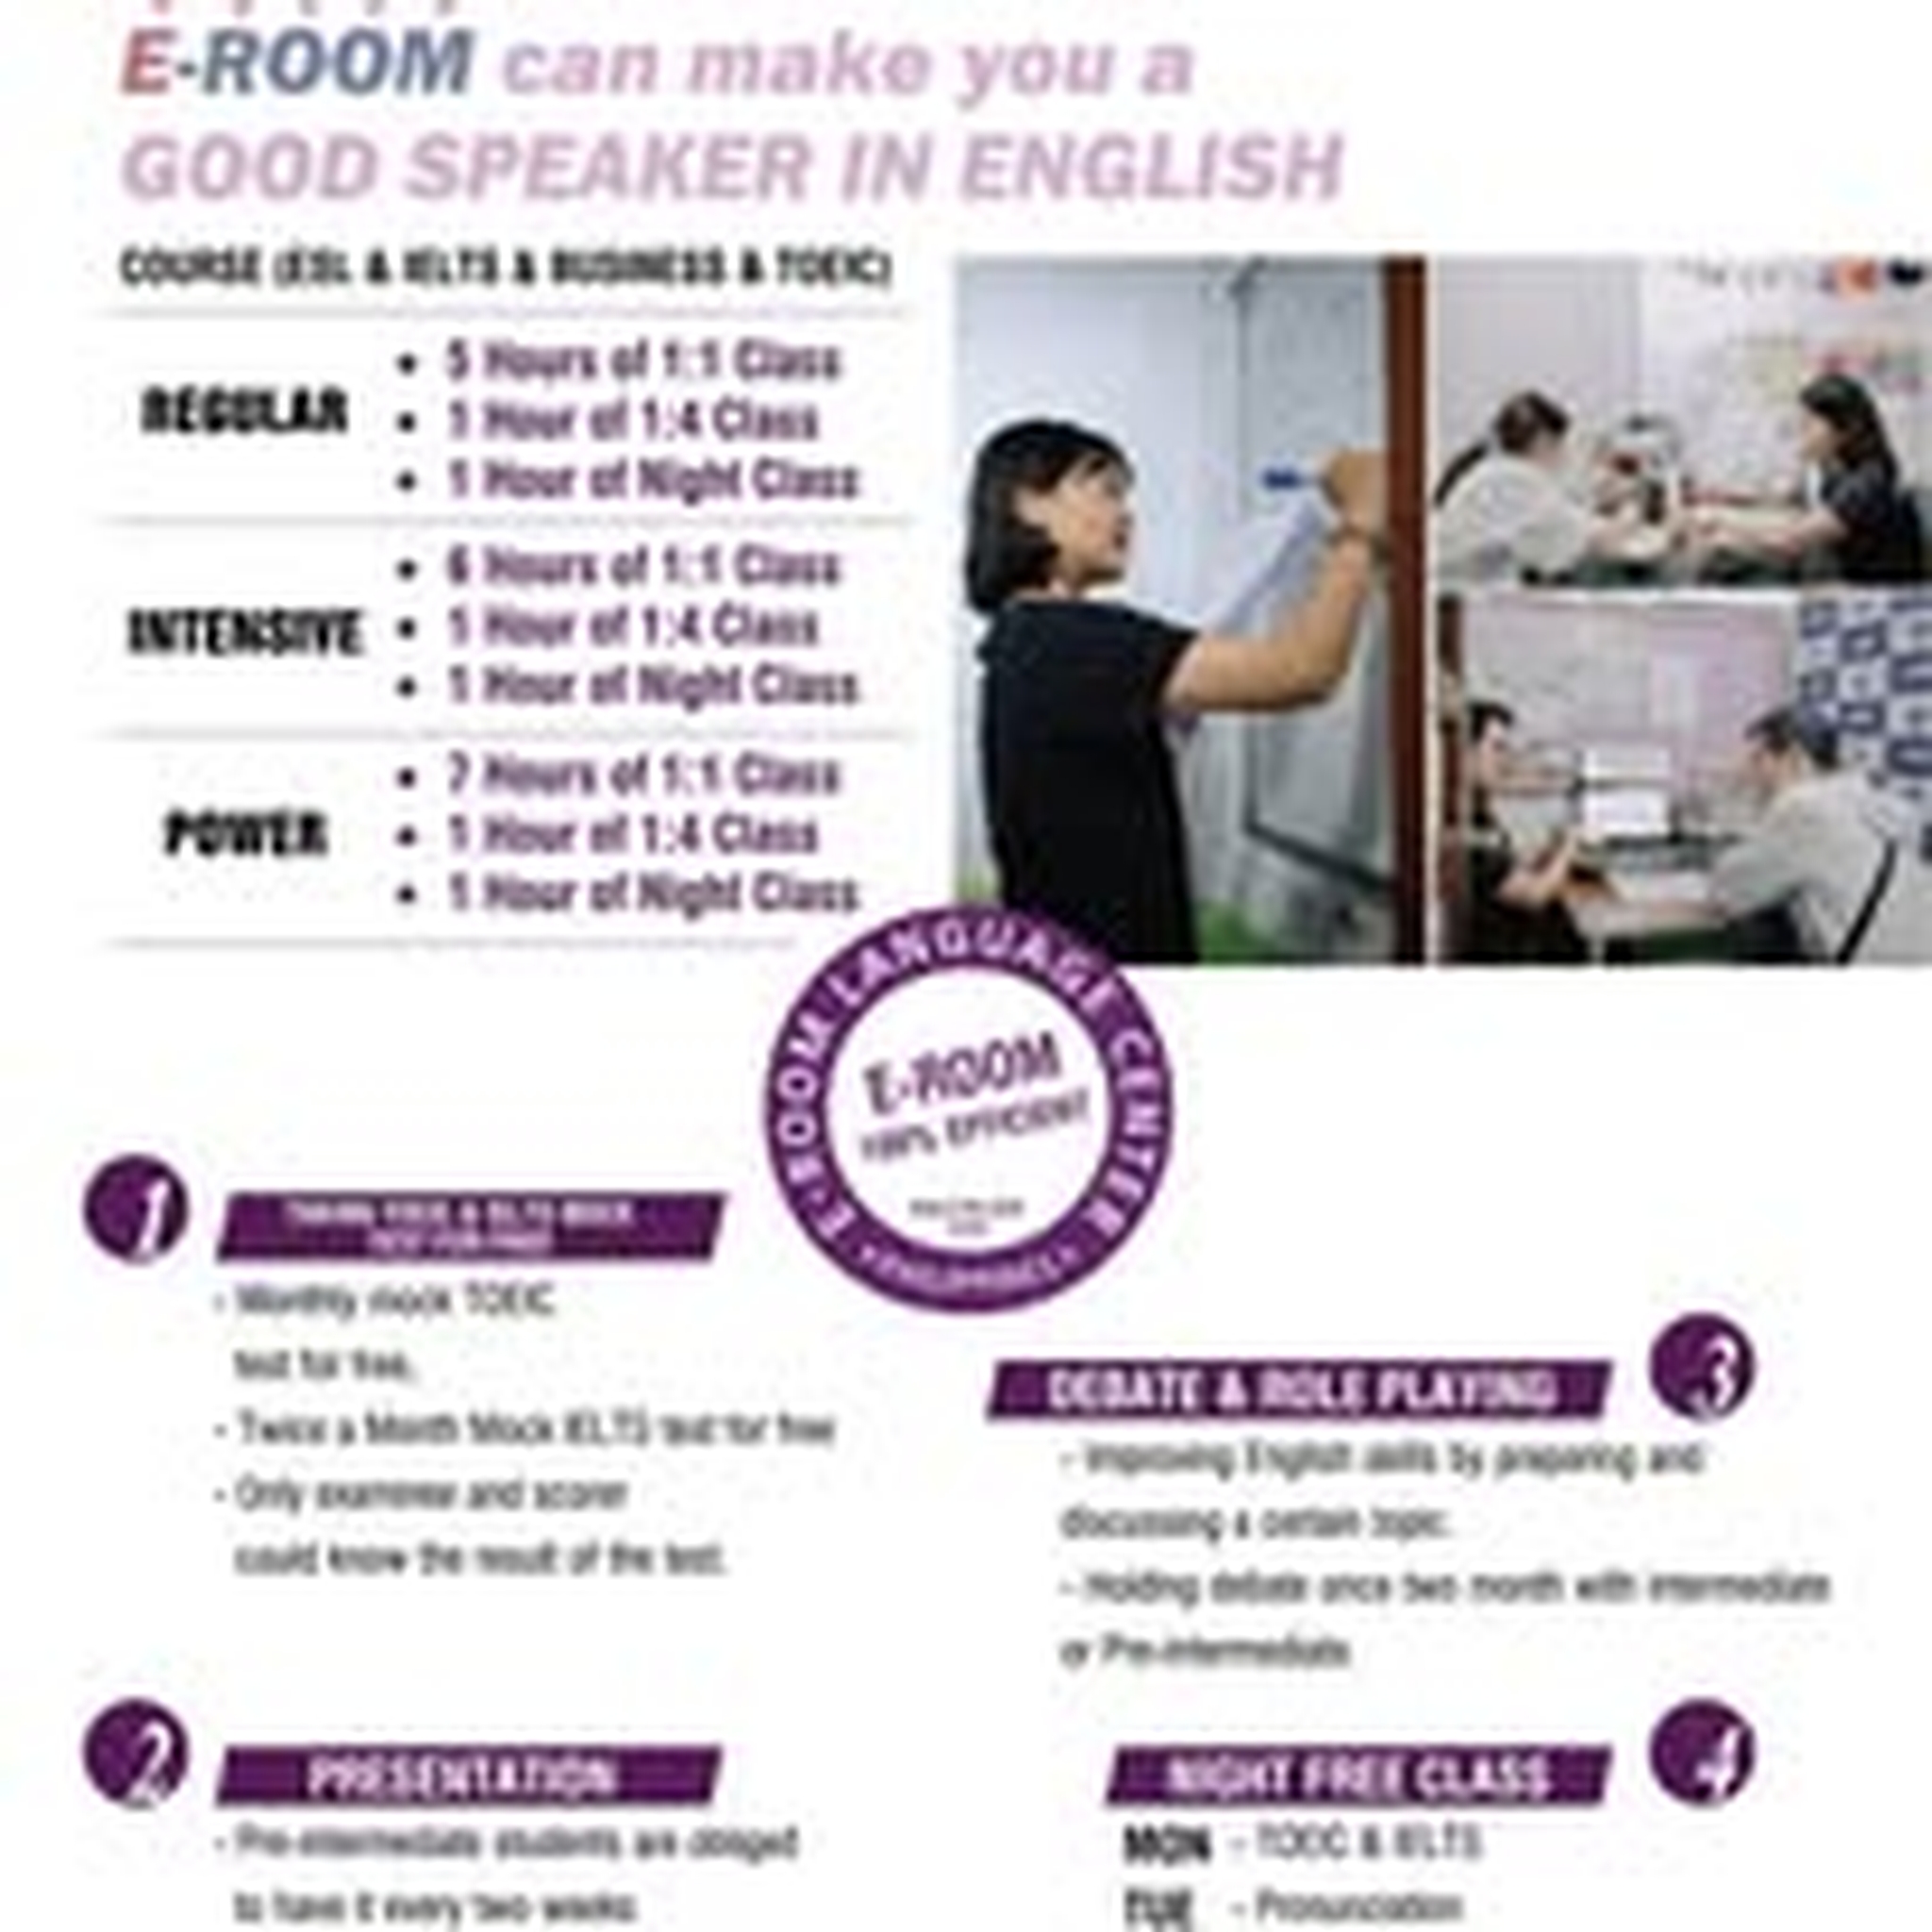 E-ROOM can make you a
GOOD SPEAKER IN ENGLISH
COURSE (ESL & IELTS & BUSINESS & TOEIC)
REGULAR
• 5 Hours of 1:1 Class
• 1 Hour of 1:4 Class
• 1 Hour of Night Class
INTENSIVE
• 6 Hours of 1:1 Class
• 1 Hour of 1:4 Class
• 1 Hour of Night Class
POWER
• 7 Hours of 1:1 Class
• 1 Hour of 1:4 Class
• 1 Hour of Night Class
E-ROOM LANGUAGE CENTER
E-ROOM
100% EFFICIENT
PHILIPPINES
1
TAKING TOEIC & IELTS MOCK
TEST FOR FREE
- Monthly mock TOEIC
test for free,
- Twice a Month Mock IELTS test for free
- Only examinee and scorer
could know the result of the test.
2
PRESENTATION
- Pre-intermediate students are obliged
to have it every two weeks
3
DEBATE & ROLE PLAYING
- Improving English skills by preparing and
discussing a certain topic.
- Holding debate once two month with intermediate
or Pre-intermediate
4
NIGHT FREE CLASS
MON - TOEIC & IELTS
TUE - Pronunciation